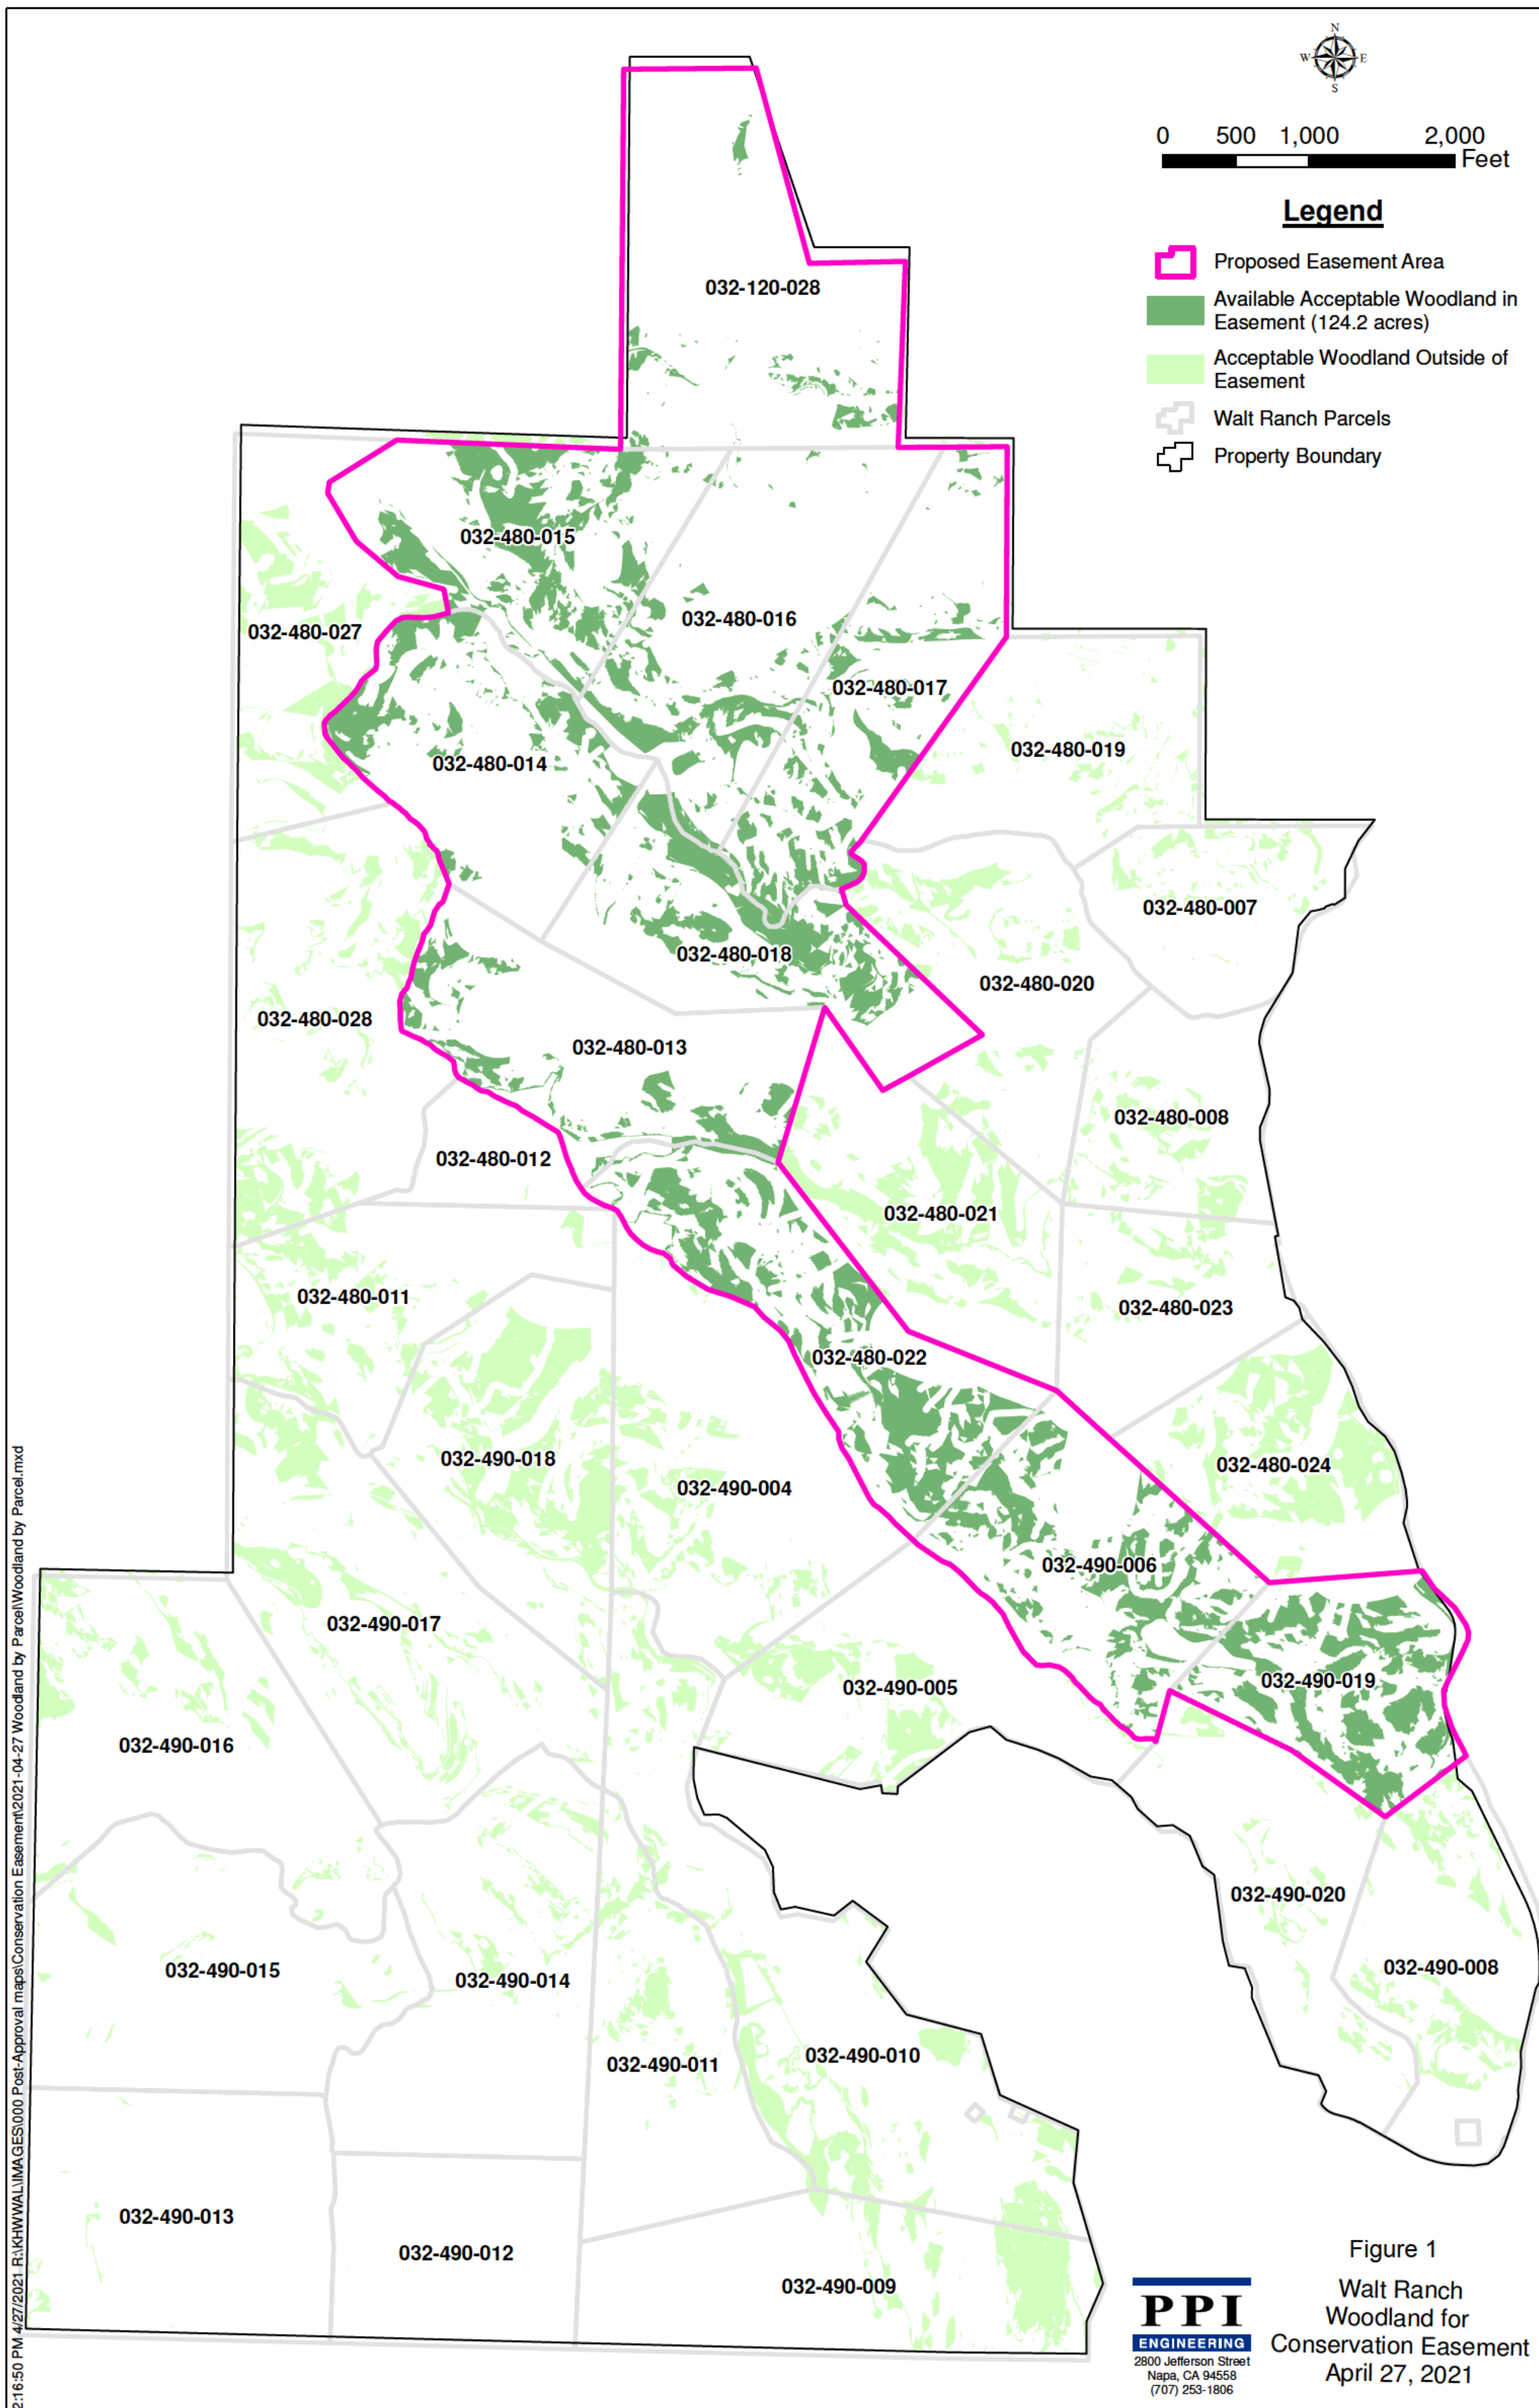 N
W E
S
0 500 1,000 2,000
Feet
Legend
Proposed Easement Area
Available Acceptable Woodland in
Easement (124.2 acres)
Acceptable Woodland Outside of
Easement
Walt Ranch Parcels
Property Boundary
032-120-028
032-480-015
032-480-016
032-480-027
032-480-017
032-480-019
032-480-014
032-480-007
032-480-018
032-480-020
032-480-028
032-480-013
032-480-008
032-480-012
032-480-021
032-480-011
032-480-023
032-480-022
032-490-018
032-480-024
032-490-004
032-490-006
032-490-017
032-490-019
032-490-005
032-490-016
032-490-020
032-490-008
032-490-015
032-490-014
032-490-010
032-490-011
032-490-013
032-490-012
032-490-009
2:16:50 PM 4/27/2021 R:\KHWWAL\IMAGES\000 Post-Approval maps\Conservation Easement\2021-04-27 Woodland by Parcel\Woodland by Parcel.mxd
PPI
ENGINEERING
2800 Jefferson Street
Napa, CA 94558
(707) 253-1806
Figure 1
Walt Ranch
Woodland for
Conservation Easement
April 27, 2021